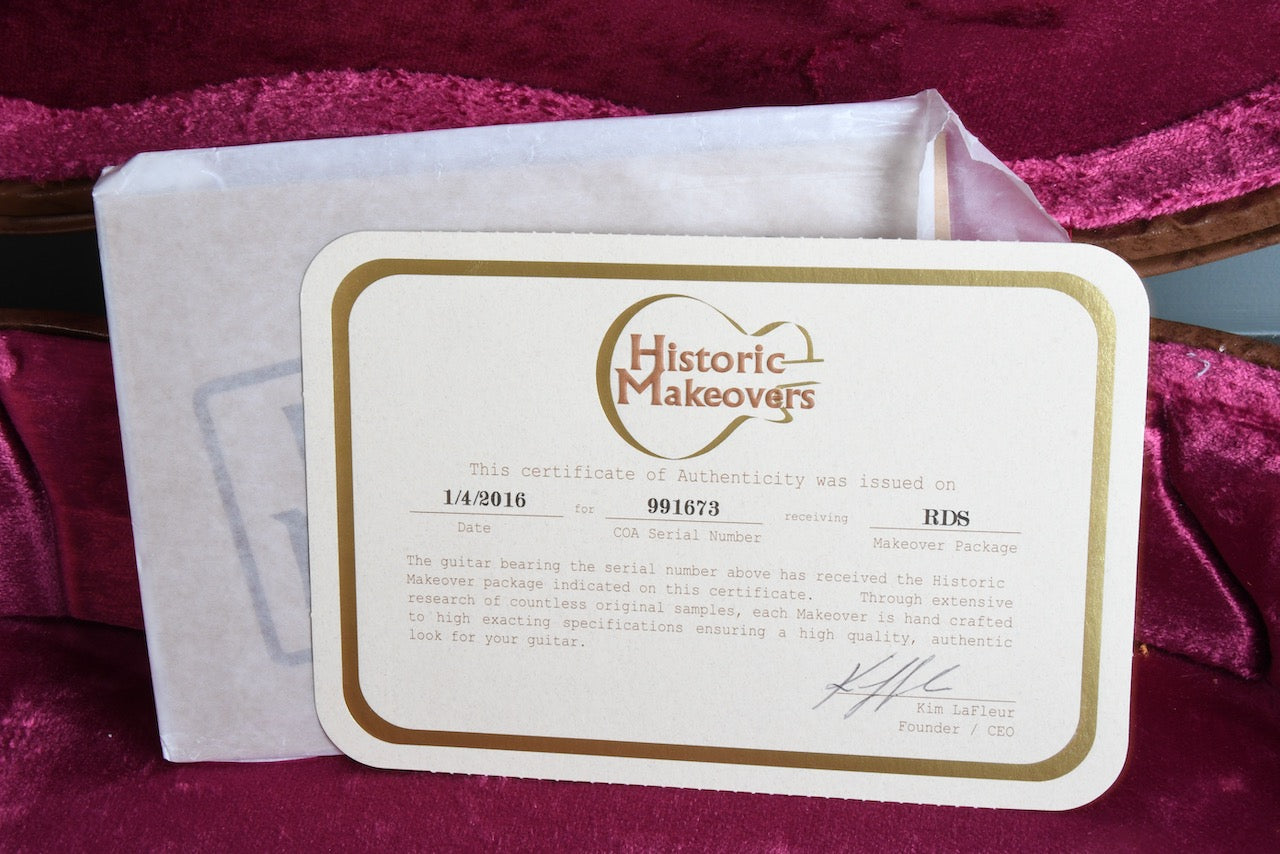 Historic
Makeovers
This certificate of Authenticity was issued on
1/4/2016 for 991673 receiving RDS
Date COA Serial Number Makeover Package
The guitar bearing the serial number above has received the Historic
Makeover package indicated on this certificate. Through extensive
research of countless original samples, each Makeover is hand crafted
to high exacting specifications ensuring a high quality, authentic
look for your guitar.
Kim LaFleur
Founder / CEO